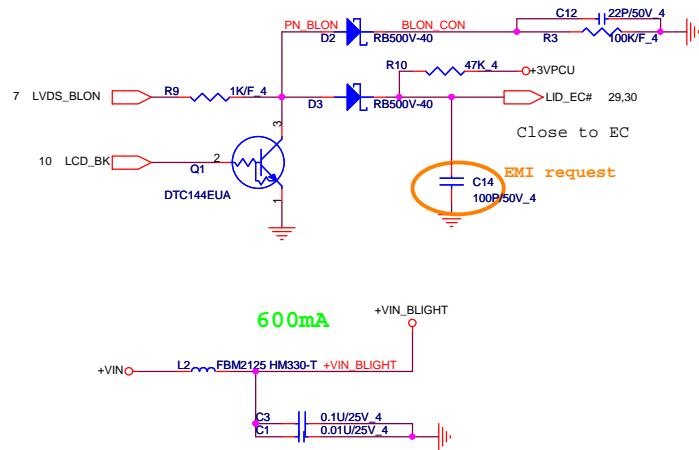 C12 22P/50V_4
PN_BLON BLON_CON
D2 RB500V-40 R3 100K/F_4
R10 47K_4 +3VPCU
7 LVDS_BLON R9 1K/F_4
D3 RB500V-40 LID_EC# 29,30
3
Close to EC
10 LCD_BK 2
Q1 EMI request
C14
DTC144EUA 1 100P/50V_4
600mA
+VIN_BLIGHT
+VIN L2 FBM2125 HM330-T +VIN_BLIGHT
C3 0.1U/25V_4
C1 0.01U/25V_4